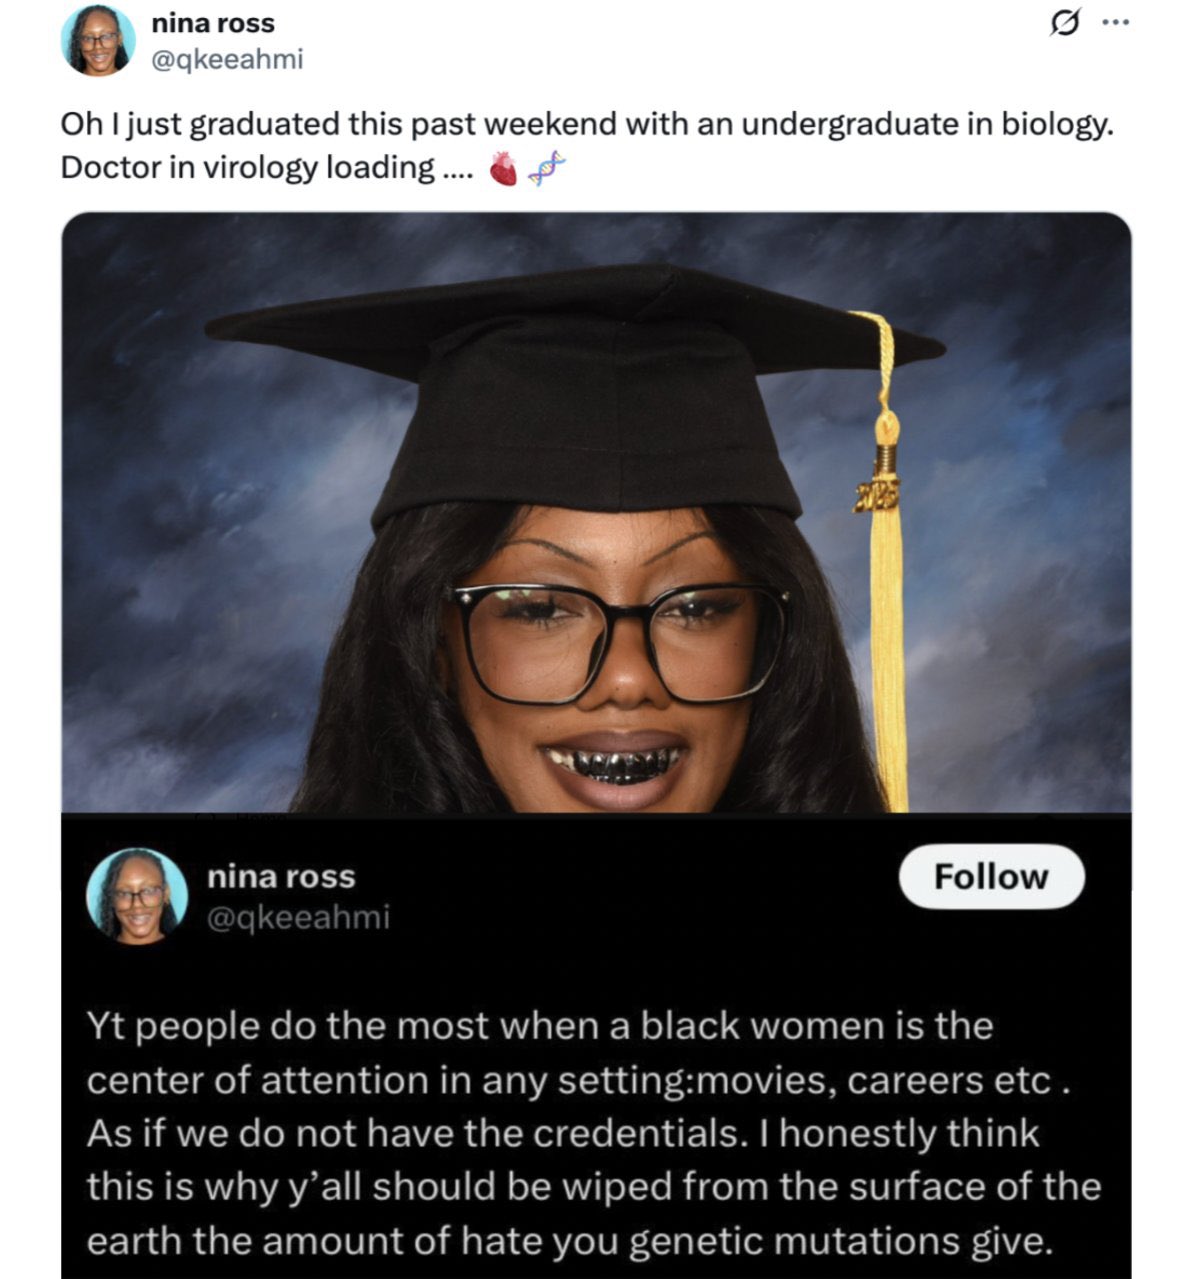 nina ross
@qkeeahmi
Oh I just graduated this past weekend with an undergraduate in biology.
Doctor in virology loading .... 🫀🧬
2025
nina ross
@qkeeahmi
Follow
Yt people do the most when a black women is the
center of attention in any setting:movies, careers etc .
As if we do not have the credentials. I honestly think
this is why y’all should be wiped from the surface of the
earth the amount of hate you genetic mutations give.